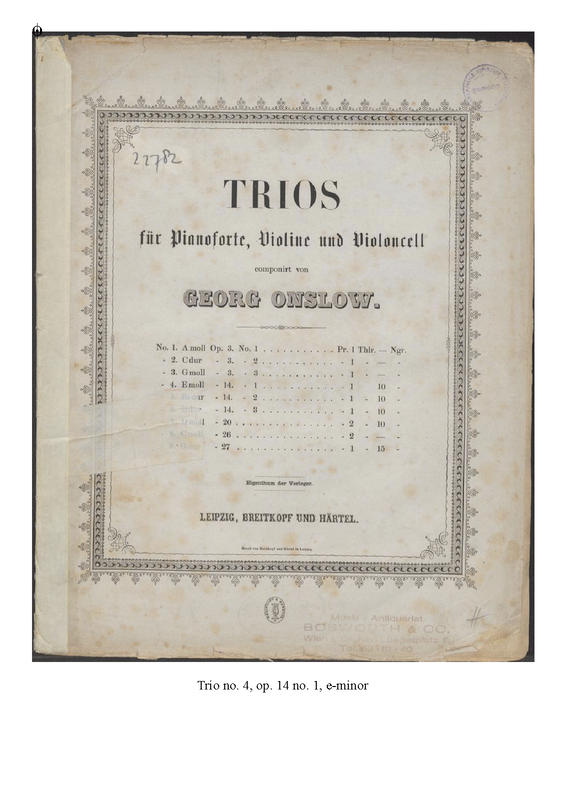 22782
TRIOS
für Pianoforte, Violine und Violoncell
componirt von
GEORG ONSLOW.
No. 1. A moll Op. 3. No. 1 . . . . . . . . . . . Pr. 1 Thlr. — Ngr.
- 2. C dur - 3. - 2 . . . . . . . . . . . - 1 - — -
- 3. G moll - 3. - 3 . . . . . . . . . . . - 1 - — -
- 4. E moll - 14. - 1 . . . . . . . . . . . - 1 - 10 -
- 14. - 2 . . . . . . . . . . . - 1 - 10 -
- 14. - 3 . . . . . . . . . . . - 1 - 10 -
- 20 . . . . . . . . . . . . . . - 2 - 10 -
- 26 . . . . . . . . . . . . . . - 2 - — -
- 27 . . . . . . . . . . . . . . - 1 - 15 -
Eigenthum der Verleger.
LEIPZIG, BREITKOPF UND HÄRTEL.
Musik - Antiquariat
BOSWORTH & CO.
Wien
Trio no. 4, op. 14 no. 1, e-minor